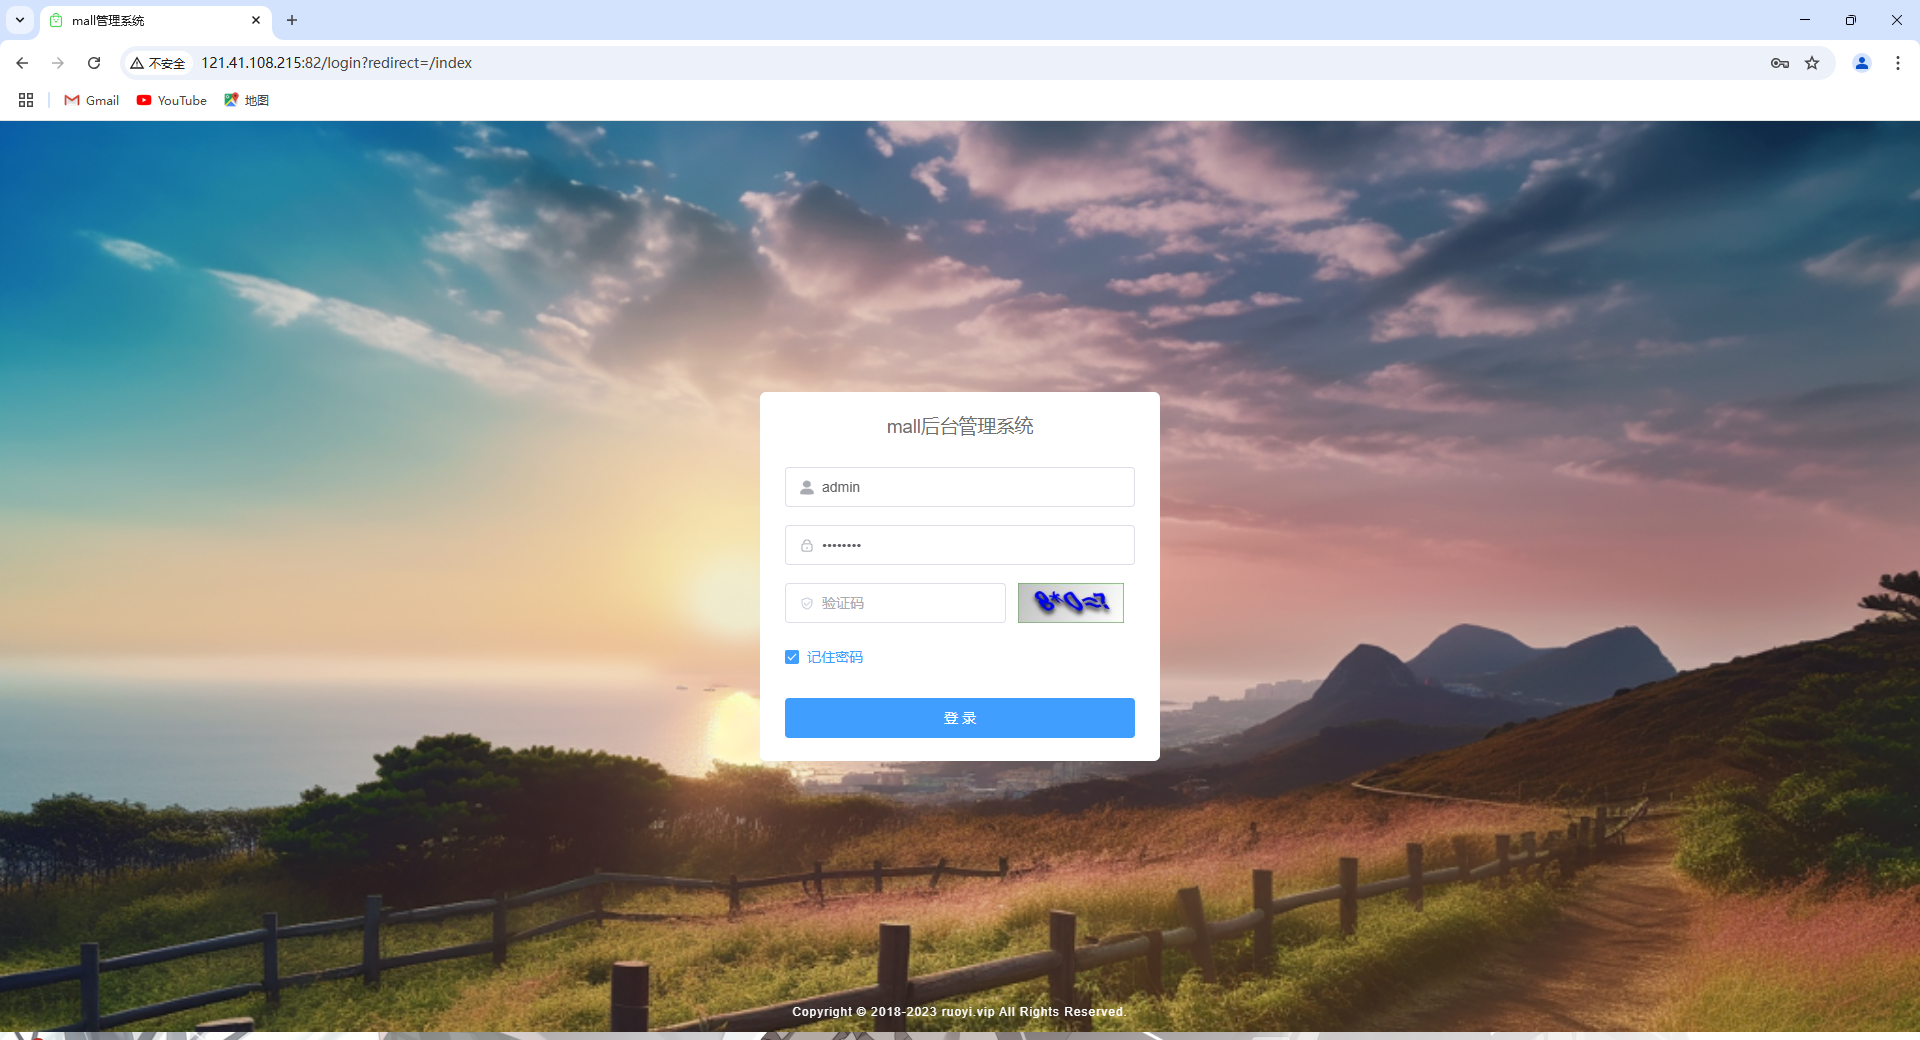 mall管理系统
不安全 121.41.108.215:82/login?redirect=/index
Gmail YouTube 地图
mall后台管理系统
admin
••••••••
验证码 8*0=?
记住密码
登 录
Copyright © 2018-2023 ruoyi.vip All Rights Reserved.